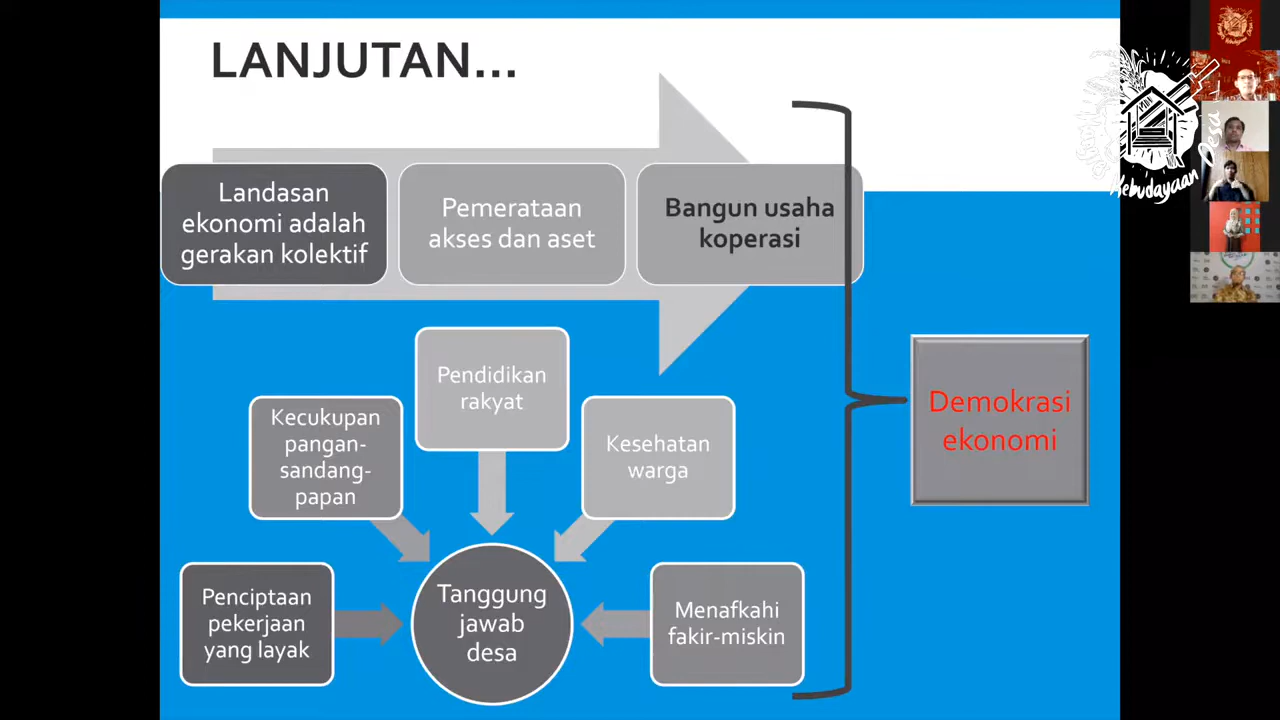 LANJUTAN...
Landasan
ekonomi adalah
gerakan kolektif
Pemerataan
akses dan aset
Bangun usaha
koperasi
Pendidikan
rakyat
Kecukupan
pangan-
sandang-
papan
Kesehatan
warga
Penciptaan
pekerjaan
yang layak
Tanggung
jawab
desa
Menafkahi
fakir-miskin
Demokrasi
ekonomi
Kebudayaan Desa